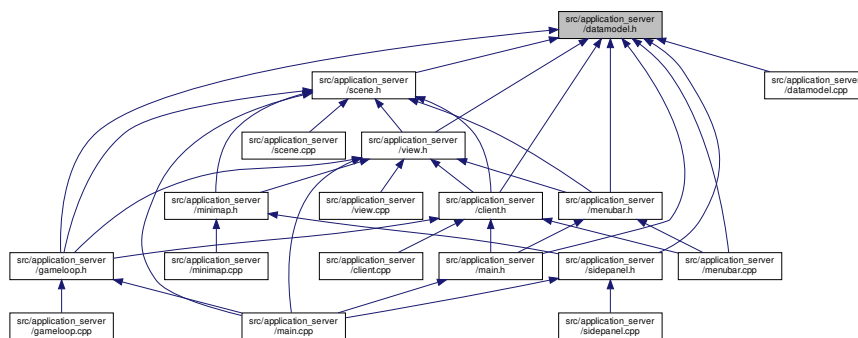 src/application_server
/datamodel.h
src/application_server
/scene.h
src/application_server
/datamodel.cpp
src/application_server
/scene.cpp
src/application_server
/view.h
src/application_server
/minimap.h
src/application_server
/view.cpp
src/application_server
/client.h
src/application_server
/menubar.h
src/application_server
/gameloop.h
src/application_server
/minimap.cpp
src/application_server
/client.cpp
src/application_server
/main.h
src/application_server
/sidepanel.h
src/application_server
/menubar.cpp
src/application_server
/gameloop.cpp
src/application_server
/main.cpp
src/application_server
/sidepanel.cpp